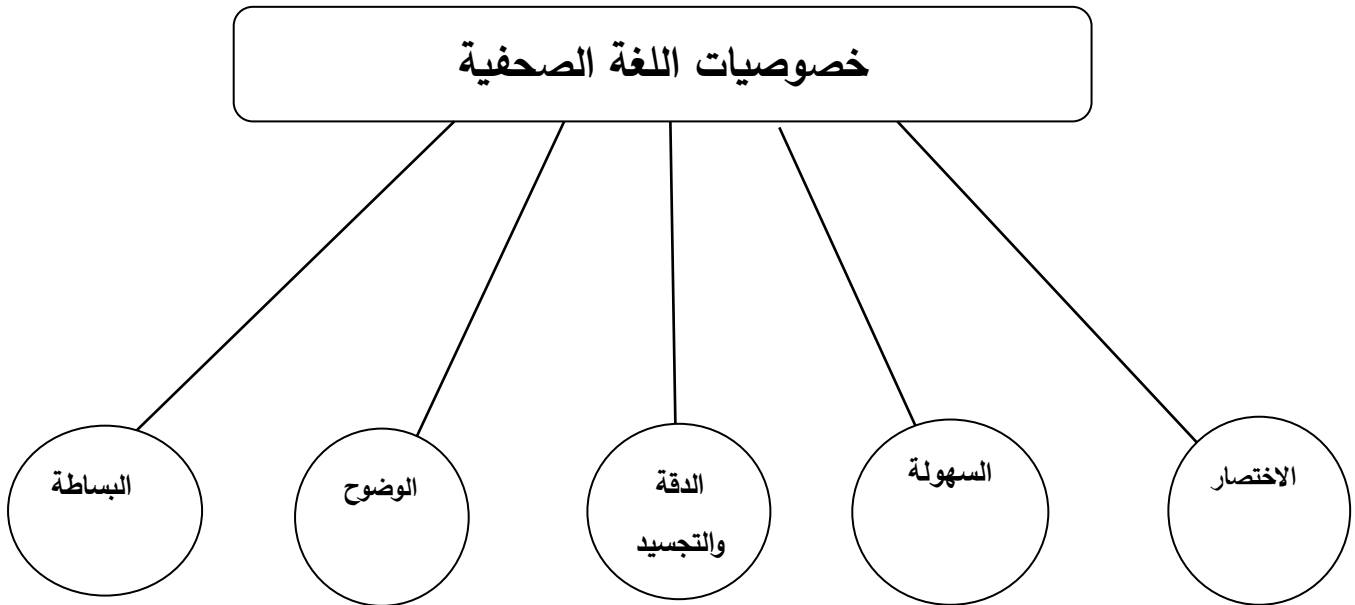 خصوصيات اللغة الصحفية
الاختصار
السهولة
الدقة
والتجسيد
الوضوح
البساطة